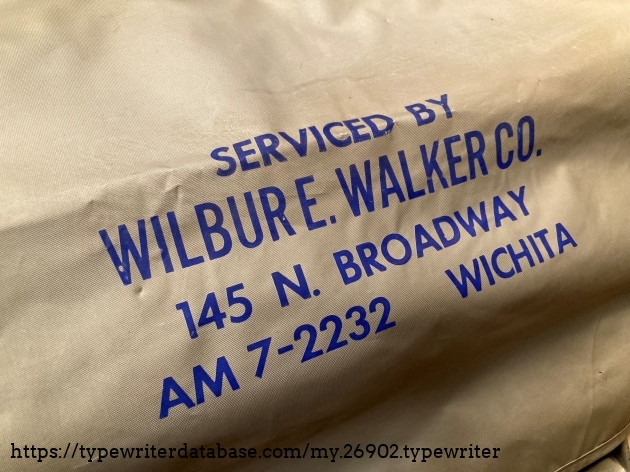 SERVICED BY
WILBUR E. WALKER CO.
145 N. BROADWAY
AM 7-2232 WICHITA
https://typewriterdatabase.com/my.26902.typewriter